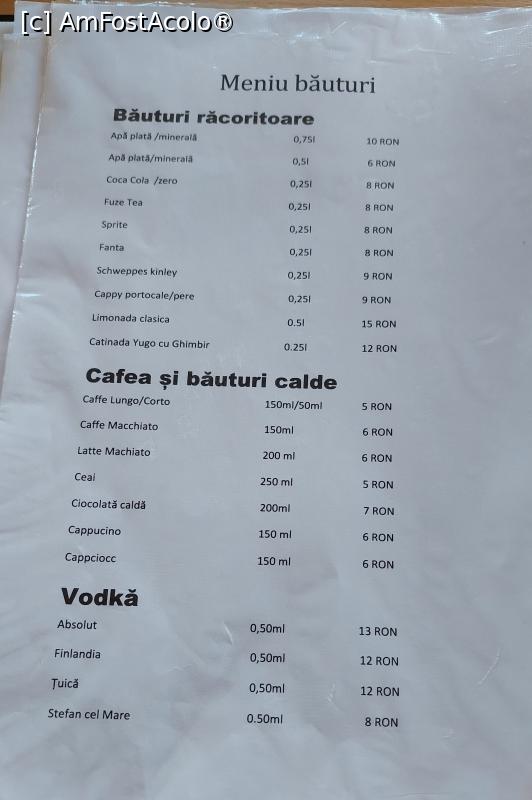 [c] AmFostAcolo®
Meniu băuturi
Băuturi răcoritoare
Apă plată /minerală 0,75l 10 RON
Apă plată/minerală 0,5l 6 RON
Coca Cola /zero 0,25l 8 RON
Fuze Tea 0,25l 8 RON
Sprite 0,25l 8 RON
Fanta 0,25l 8 RON
Schweppes kinley 0,25l 9 RON
Cappy portocale/pere 0,25l 9 RON
Limonada clasica 0.5l 15 RON
Catinada Yugo cu Ghimbir 0.25l 12 RON
Cafea și băuturi calde
Caffe Lungo/Corto 150ml/50ml 5 RON
Caffe Macchiato 150ml 6 RON
Latte Machiato 200 ml 6 RON
Ceai 250 ml 5 RON
Ciocolată caldă 200ml 7 RON
Cappucino 150 ml 6 RON
Cappciocc 150 ml 6 RON
Vodkă
Absolut 0,50ml 13 RON
Finlandia 0,50ml 12 RON
Țuică 0,50ml 12 RON
Stefan cel Mare 0.50ml 8 RON